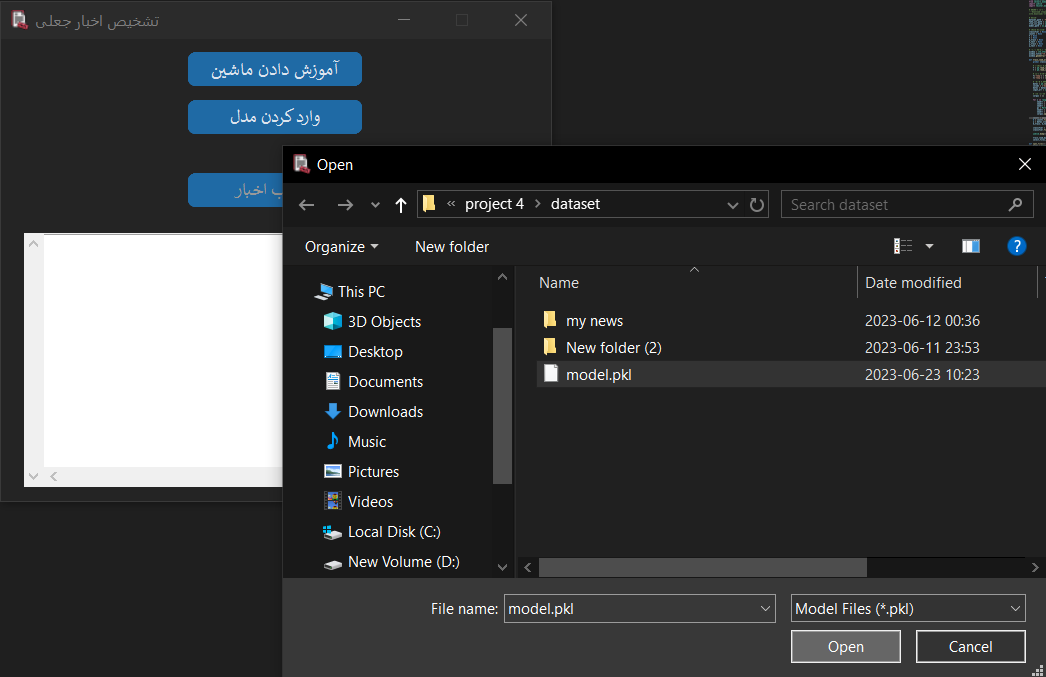 تشخیص اخبار جعلی
آموزش دادن ماشین
وارد کردن مدل
اخبار
Open
« project 4 › dataset
Search dataset
Organize
New folder
This PC
3D Objects
Desktop
Documents
Downloads
Music
Pictures
Videos
Local Disk (C:)
New Volume (D:)
Name
Date modified
my news
2023-06-12 00:36
New folder (2)
2023-06-11 23:53
model.pkl
2023-06-23 10:23
File name:
model.pkl
Model Files (*.pkl)
Open
Cancel